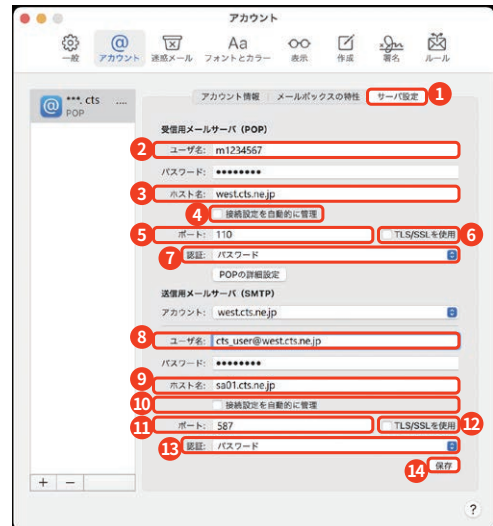 アカウント
一般 アカウント 迷惑メール フォントとカラー 表示 作成 署名 ルール
@ Aa
***. cts ....
POP
アカウント情報 メールボックスの特性 サーバ設定 1
受信用メールサーバ (POP)
2 ユーザ名: m1234567
パスワード: ••••••••
3 ホスト名: west.cts.ne.jp
4 接続設定を自動的に管理
5 ポート: 110 TLS/SSLを使用 6
7 認証: パスワード
POPの詳細設定
送信用メールサーバ (SMTP)
アカウント: west.cts.ne.jp
8 ユーザ名: cts_user@west.cts.ne.jp
パスワード: ••••••••
9 ホスト名: sa01.cts.ne.jp
10 接続設定を自動的に管理
11 ポート: 587 TLS/SSLを使用 12
13 認証: パスワード
14 保存
+ −
?